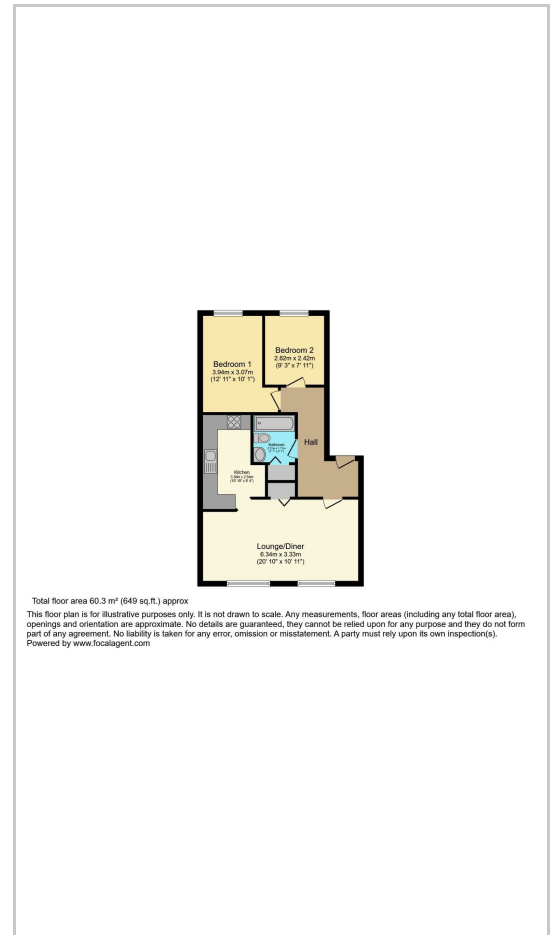 Bedroom 1
3.94m x 3.07m
(12' 11" x 10' 1")
Bedroom 2
2.82m x 2.42m
(9' 3" x 7' 11")
Hall
Bathroom
Kitchen
Lounge/Diner
6.34m x 3.33m
(20' 10" x 10' 11")
Total floor area 60.3 m² (649 sq.ft.) approx
This floor plan is for illustrative purposes only. It is not drawn to scale. Any measurements, floor areas (including any total floor area),
openings and orientation are approximate. No details are guaranteed, they cannot be relied upon for any purpose and they do not form
part of any agreement. No liability is taken for any error, omission or misstatement. A party must rely upon its own inspection(s).
Powered by www.focalagent.com